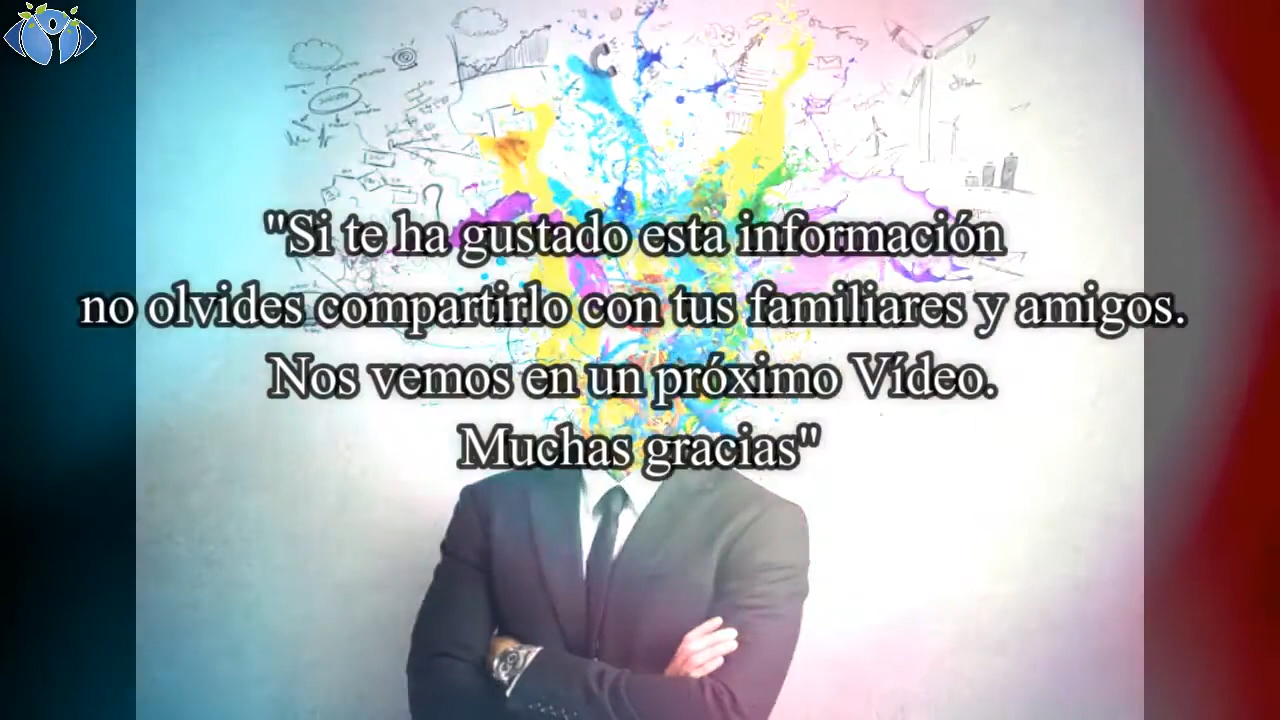 "Si te ha gustado esta información
no olvides compartirlo con tus familiares y amigos.
Nos vemos en un próximo Vídeo.
Muchas gracias"